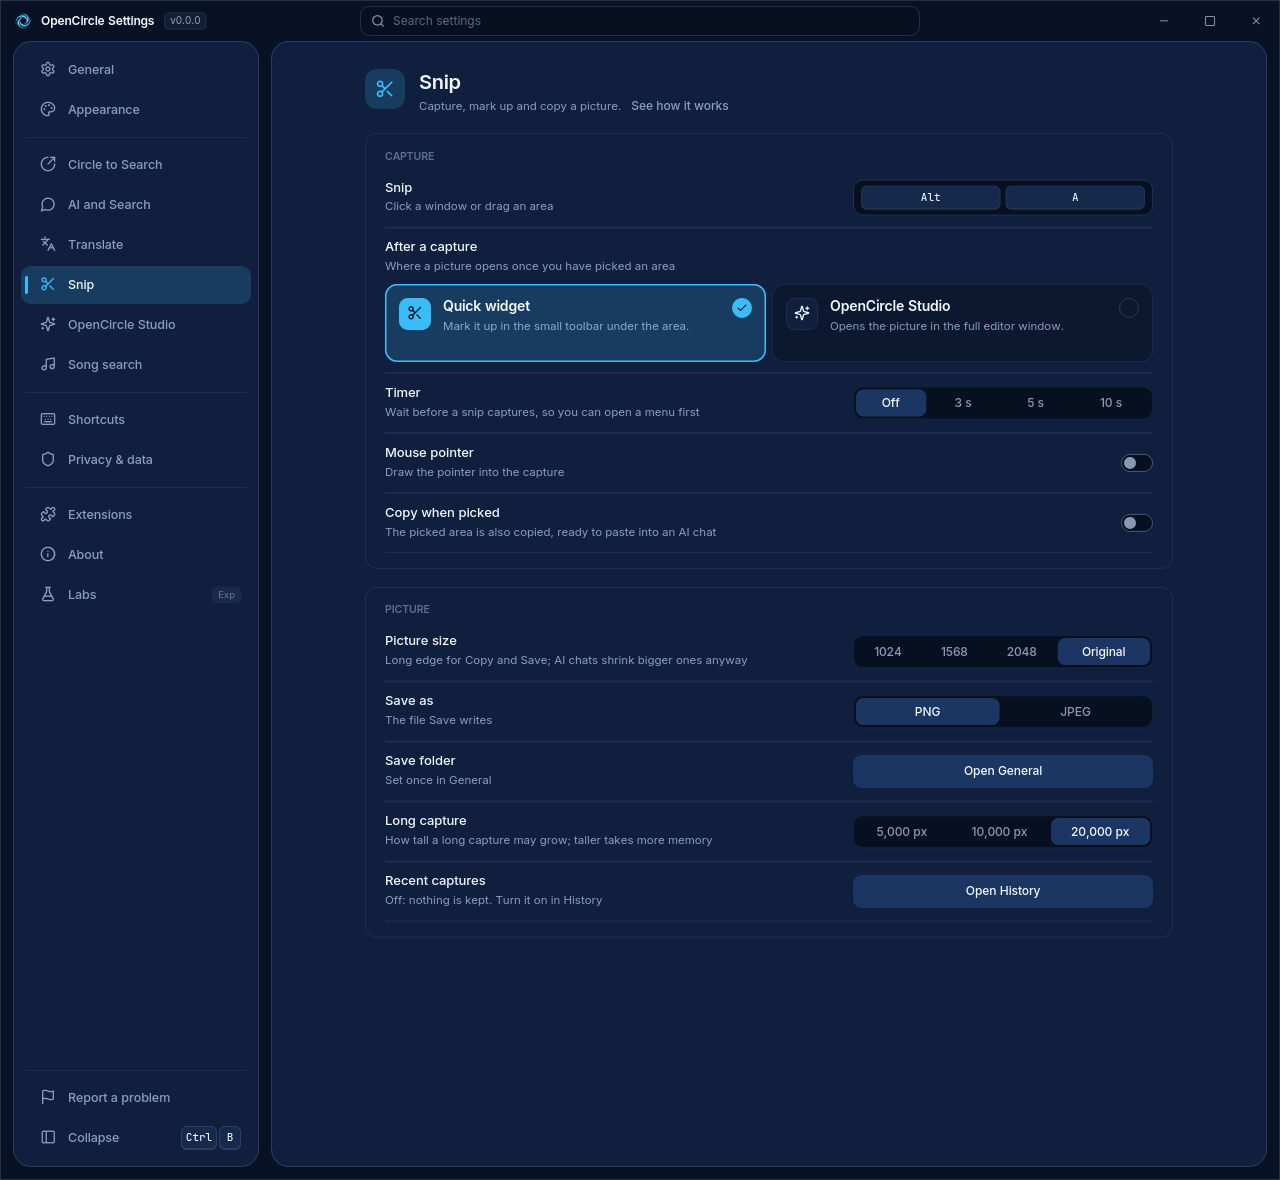 OpenCircle Settings v0.0.0
Search settings
General
Appearance
Circle to Search
AI and Search
Translate
Snip
OpenCircle Studio
Song search
Shortcuts
Privacy & data
Extensions
About
Labs Exp
Report a problem
Collapse Ctrl B
Snip
Capture, mark up and copy a picture. See how it works
CAPTURE
Snip
Click a window or drag an area
Alt A
After a capture
Where a picture opens once you have picked an area
Quick widget
Mark it up in the small toolbar under the area.
OpenCircle Studio
Opens the picture in the full editor window.
Timer
Wait before a snip captures, so you can open a menu first
Off 3 s 5 s 10 s
Mouse pointer
Draw the pointer into the capture
Copy when picked
The picked area is also copied, ready to paste into an AI chat
PICTURE
Picture size
Long edge for Copy and Save; AI chats shrink bigger ones anyway
1024 1568 2048 Original
Save as
The file Save writes
PNG JPEG
Save folder
Set once in General
Open General
Long capture
How tall a long capture may grow; taller takes more memory
5,000 px 10,000 px 20,000 px
Recent captures
Off: nothing is kept. Turn it on in History
Open History